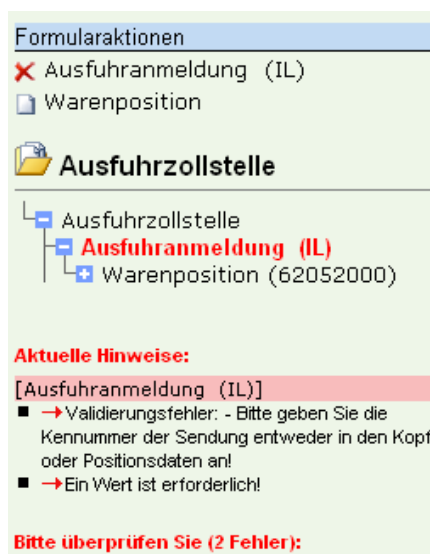 Formularaktionen
Ausfuhranmeldung (IL)
Warenposition
Ausfuhrzollstelle
Ausfuhrzollstelle
Ausfuhranmeldung (IL)
Warenposition (62052000)
Aktuelle Hinweise:
[Ausfuhranmeldung (IL)]
→Validierungsfehler: - Bitte geben Sie die
Kennummer der Sendung entweder in den Kopf
oder Positionsdaten an!
→Ein Wert ist erforderlich!
Bitte überprüfen Sie (2 Fehler):